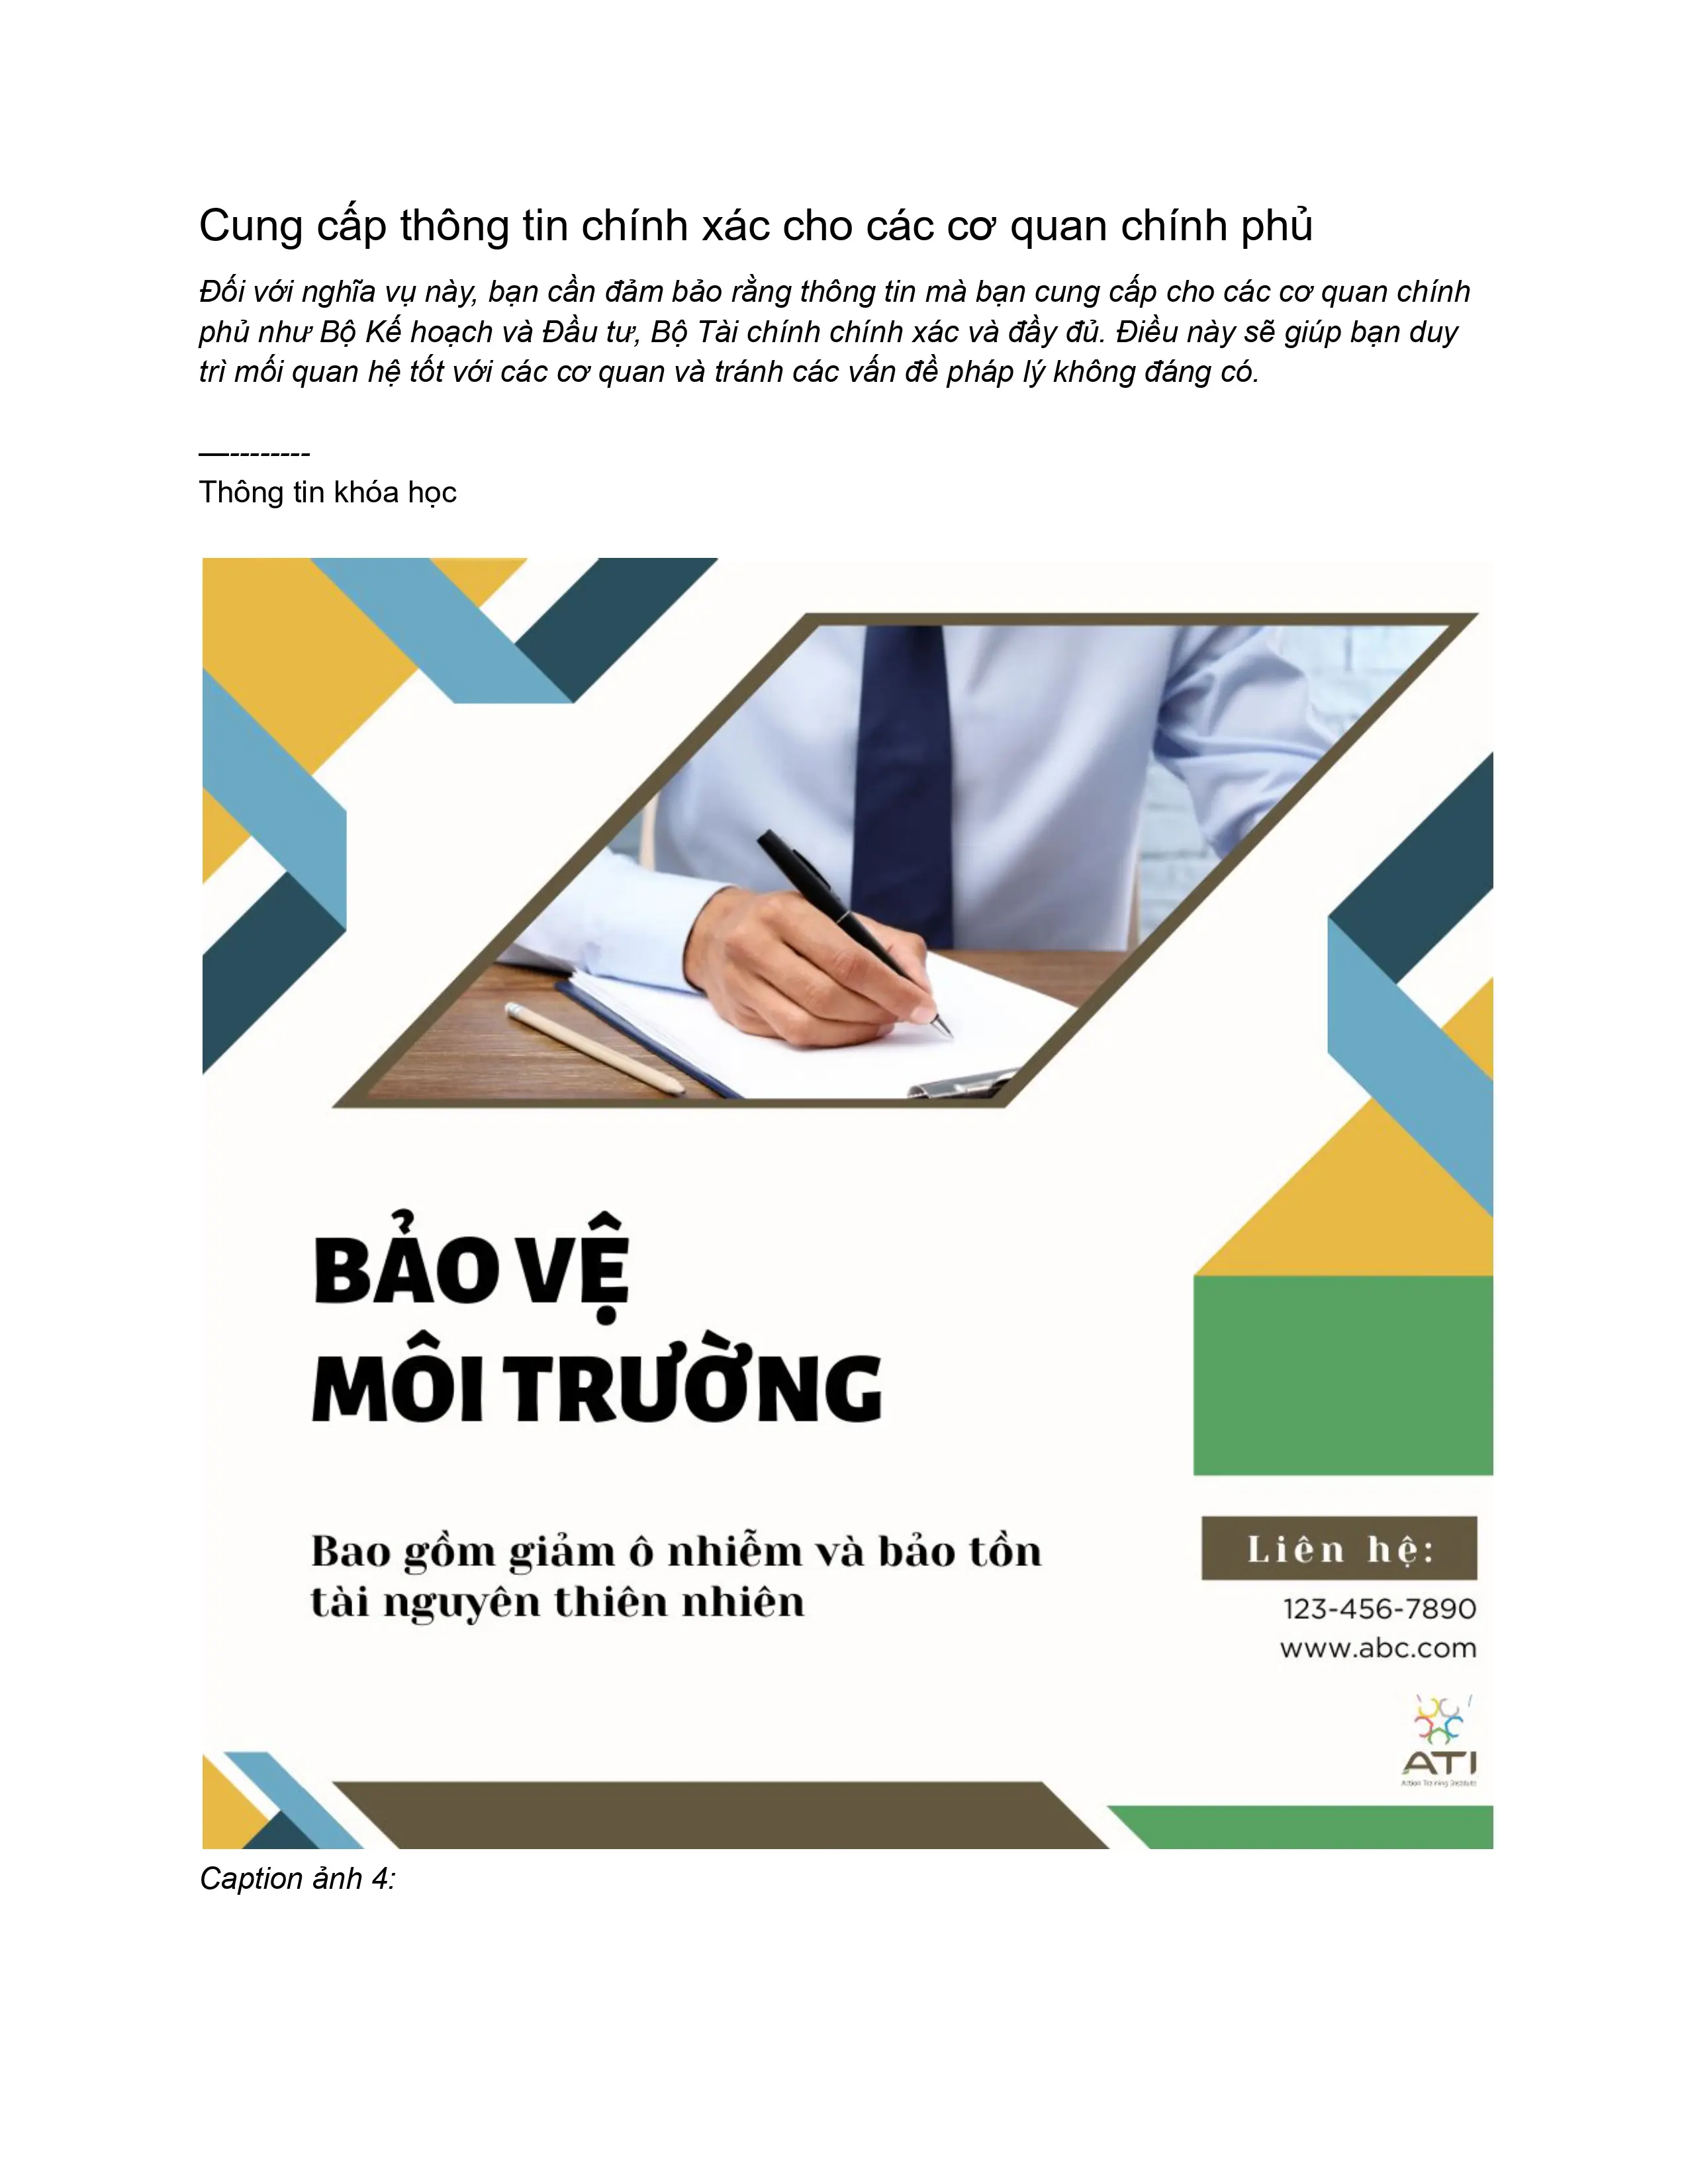 Cung cấp thông tin chính xác cho các cơ quan chính phủ
Đối với nghĩa vụ này, bạn cần đảm bảo rằng thông tin mà bạn cung cấp cho các cơ quan chính
phủ như Bộ Kế hoạch và Đầu tư, Bộ Tài chính chính xác và đầy đủ. Điều này sẽ giúp bạn duy
trì mối quan hệ tốt với các cơ quan và tránh các vấn đề pháp lý không đáng có.
—--------
Thông tin khóa học
BẢO VỆ
MÔI TRƯỜNG
Bao gồm giảm ô nhiễm và bảo tồn
tài nguyên thiên nhiên
Liên hệ:
123-456-7890
www.abc.com
ATI
Action Training Institute
Caption ảnh 4: